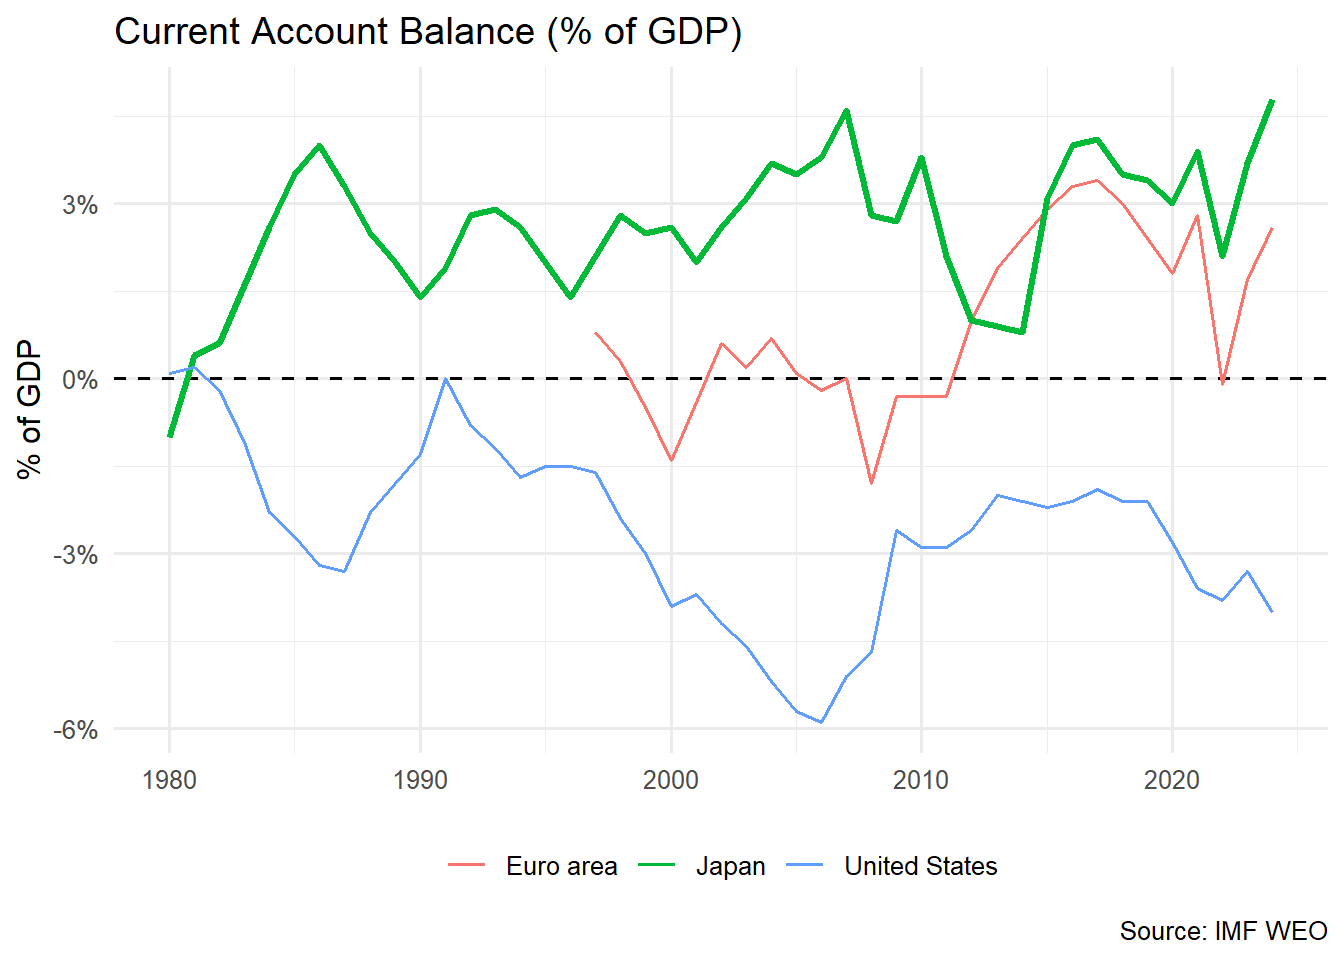 Current Account Balance (% of GDP)
% of GDP
3%
0%
-3%
-6%
1980 1990 2000 2010 2020
Euro area Japan United States
Source: IMF WEO